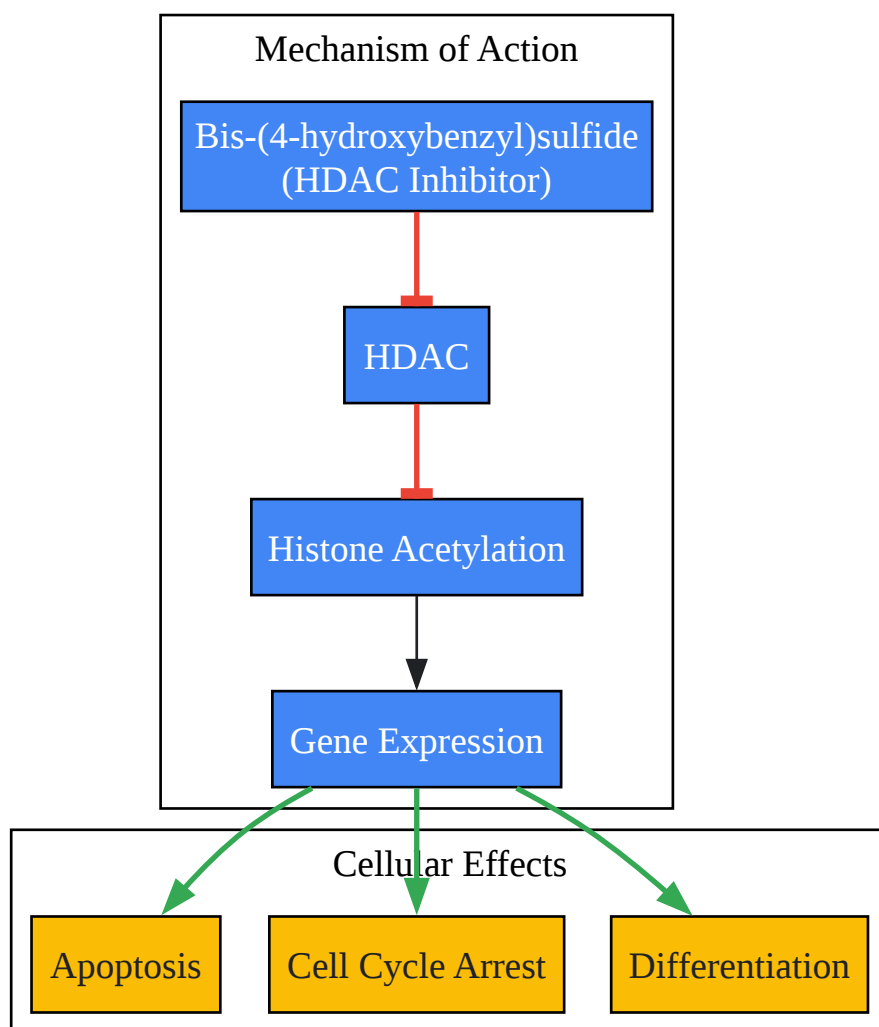 Mechanism of Action
Bis-(4-hydroxybenzyl)sulfide
(HDAC Inhibitor)
HDAC
Histone Acetylation
Gene Expression
Cellular Effects
Apoptosis
Cell Cycle Arrest
Differentiation